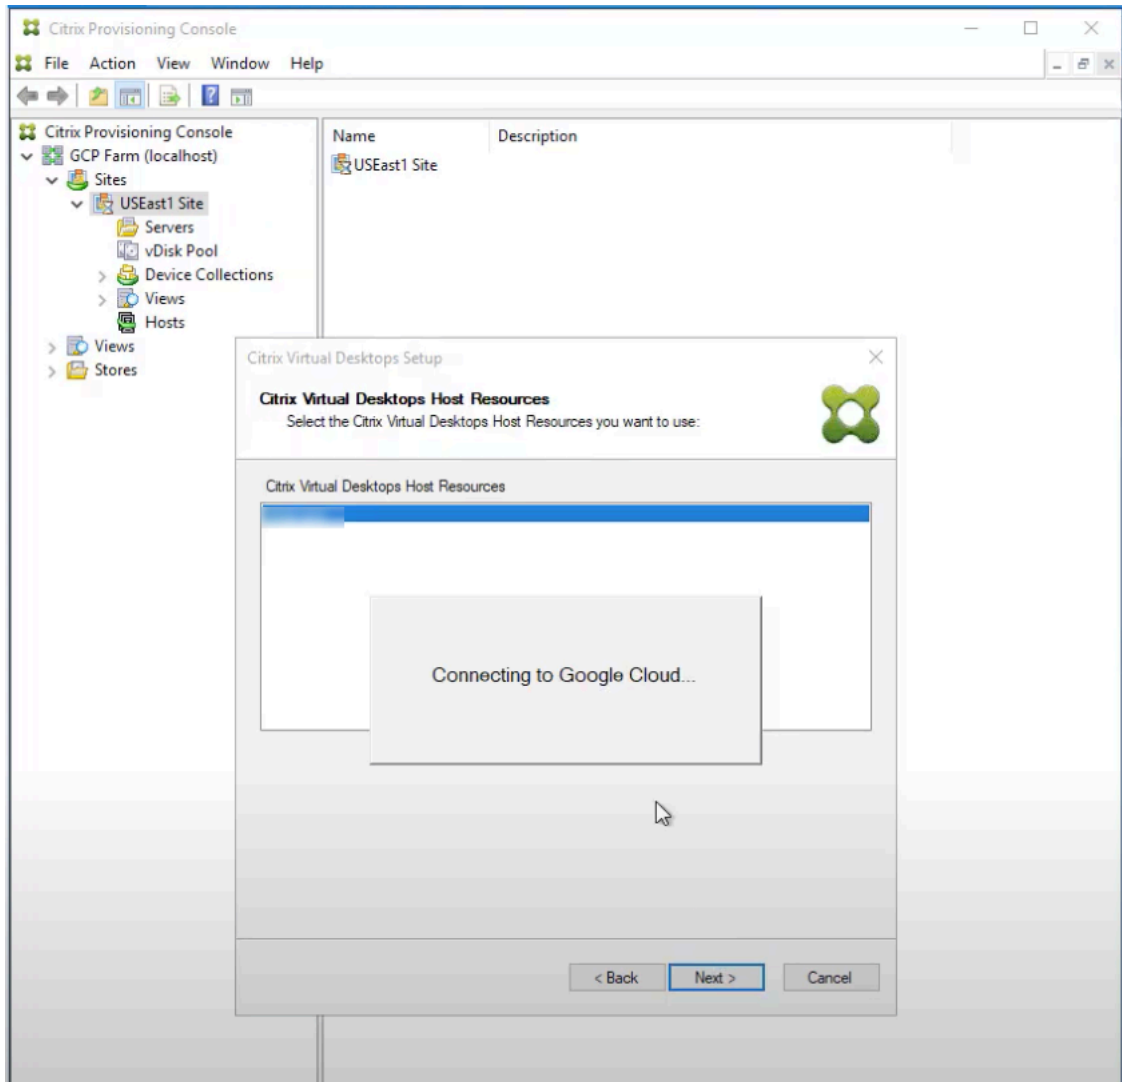 Citrix Provisioning Console
File Action View Window Help
Citrix Provisioning Console
GCP Farm (localhost)
Sites
USEast1 Site
Servers
vDisk Pool
Device Collections
Views
Hosts
Views
Stores
Name Description
USEast1 Site
Citrix Virtual Desktops Setup
Citrix Virtual Desktops Host Resources
Select the Citrix Virtual Desktops Host Resources you want to use:
Citrix Virtual Desktops Host Resources
Connecting to Google Cloud...
< Back Next > Cancel